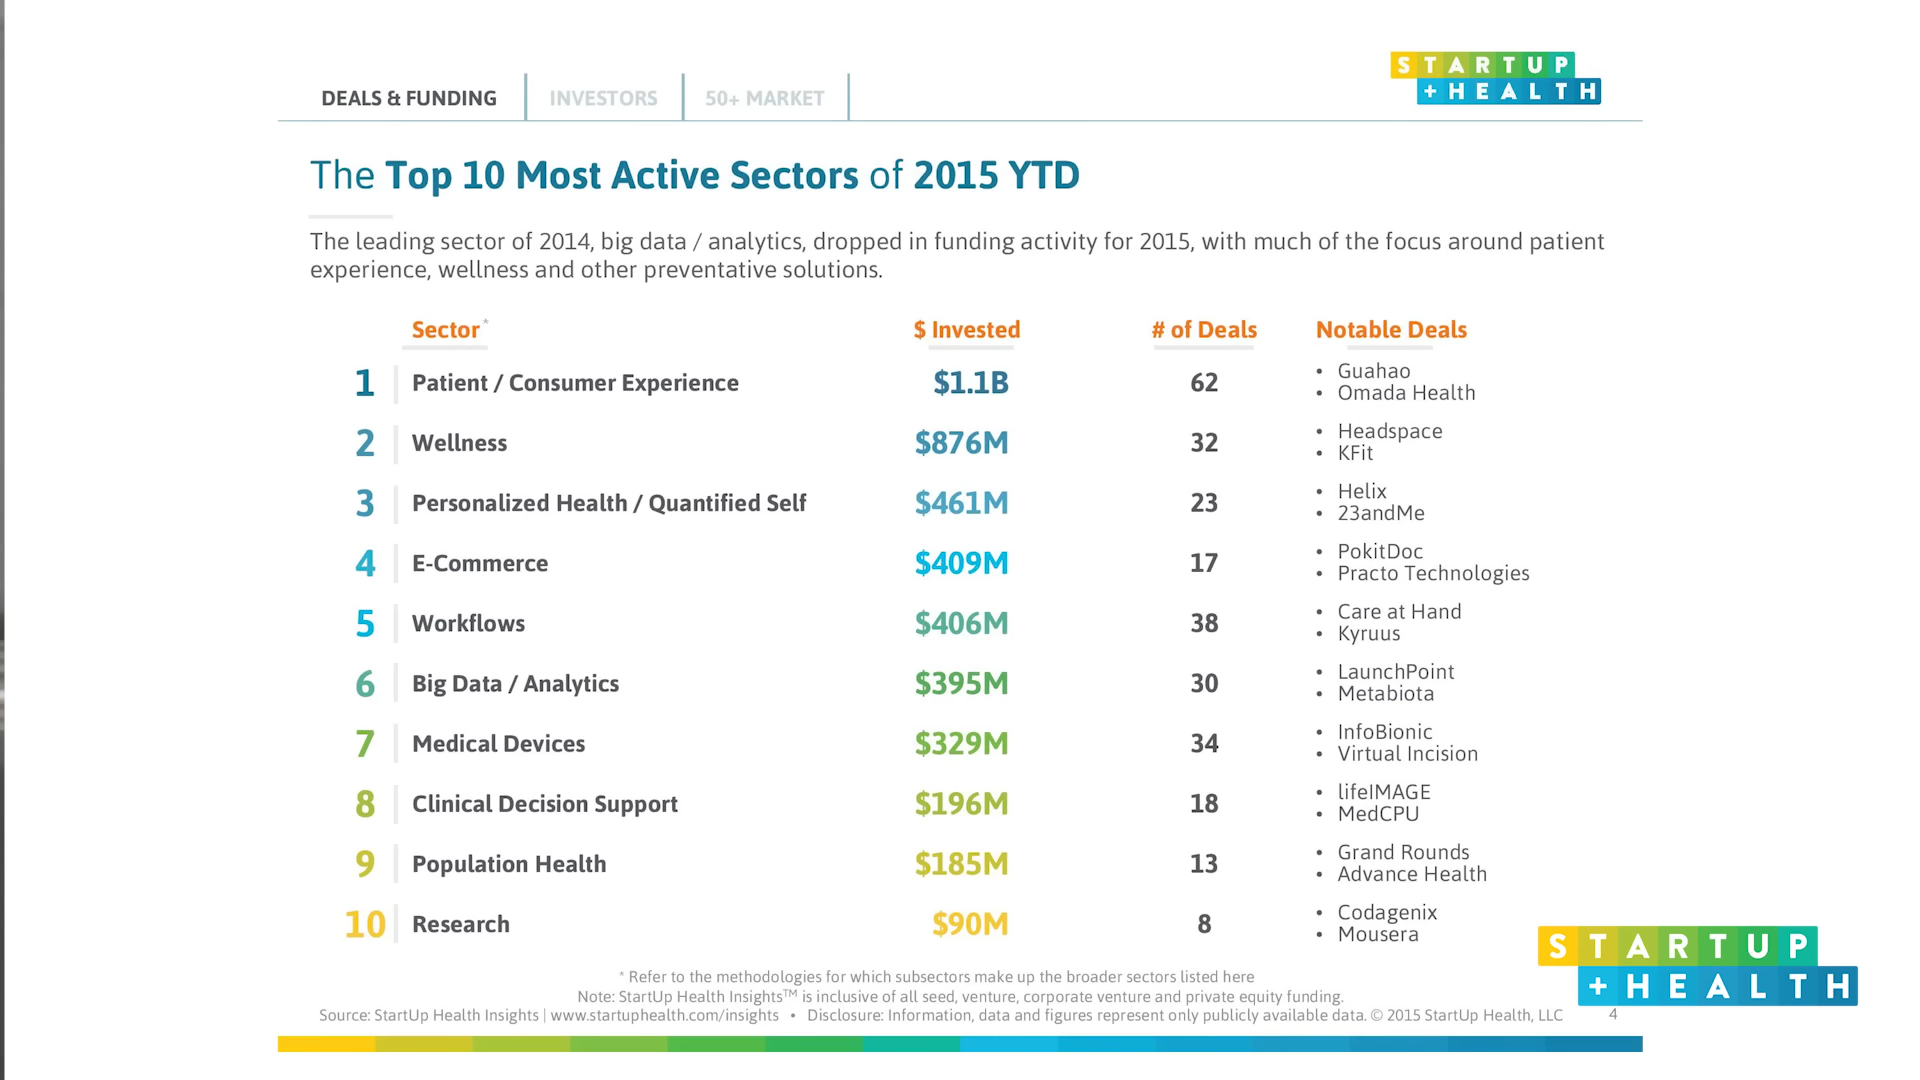 DEALS & FUNDING
INVESTORS
50+ MARKET
STARTUP
+HEALTH
The Top 10 Most Active Sectors of 2015 YTD
The leading sector of 2014, big data / analytics, dropped in funding activity for 2015, with much of the focus around patient
experience, wellness and other preventative solutions.
Sector* $ Invested # of Deals Notable Deals
1 Patient / Consumer Experience $1.1B 62
• Guahao
• Omada Health
2 Wellness $876M 32
• Headspace
• KFit
3 Personalized Health / Quantified Self $461M 23
• Helix
• 23andMe
4 E-Commerce $409M 17
• PokitDoc
• Practo Technologies
5 Workflows $406M 38
• Care at Hand
• Kyruus
6 Big Data / Analytics $395M 30
• LaunchPoint
• Metabiota
7 Medical Devices $329M 34
• InfoBionic
• Virtual Incision
8 Clinical Decision Support $196M 18
• lifeIMAGE
• MedCPU
9 Population Health $185M 13
• Grand Rounds
• Advance Health
10 Research $90M 8
• Codagenix
• Mousera
STARTUP
+HEALTH
* Refer to the methodologies for which subsectors make up the broader sectors listed here
Note: StartUp Health Insights™ is inclusive of all seed, venture, corporate venture and private equity funding.
Source: StartUp Health Insights | www.startuphealth.com/insights • Disclosure: Information, data and figures represent only publicly available data. © 2015 StartUp Health, LLC 4